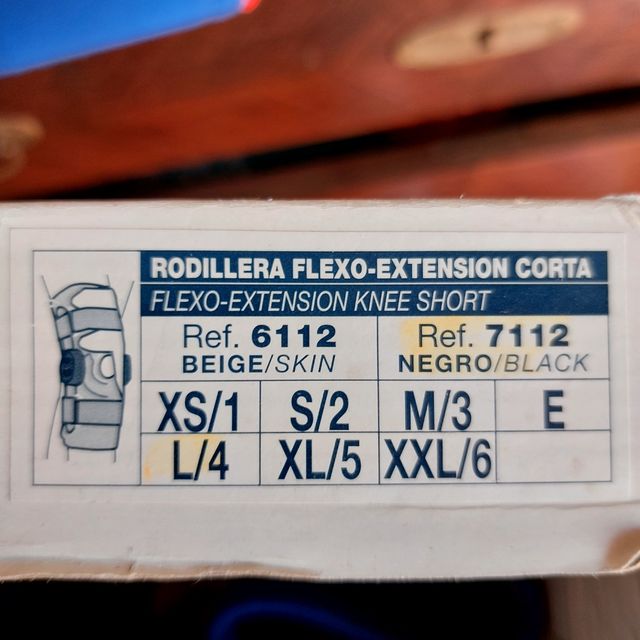 RODILLERA FLEXO-EXTENSION CORTA
FLEXO-EXTENSION KNEE SHORT
Ref. 6112 Ref. 7112
BEIGE/SKIN NEGRO/BLACK
XS/1 S/2 M/3 E
L/4 XL/5 XXL/6